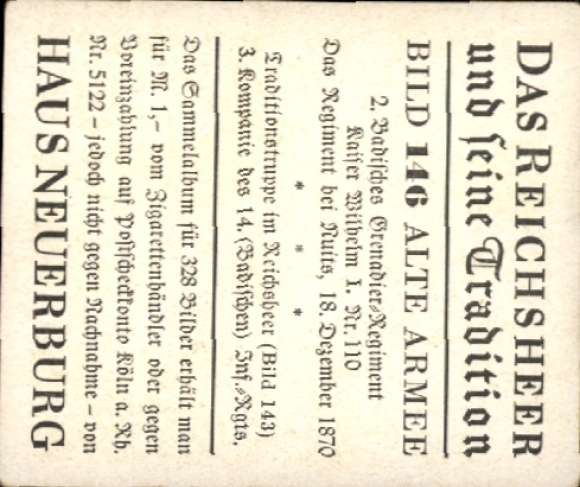 DAS REICHSHEER
und seine Tradition
BILD 146 ALTE ARMEE
2. Badisches Grenadier-Regiment
Kaiser Wilhelm I. Nr. 110
Das Regiment bei Nuits, 18. Dezember 1870
* * *
Traditionstruppe im Reichsheer (Bild 143)
3. Kompanie des 14. (Badischen) Inf.-Rgts.
Das Sammelalbum für 328 Bilder erhält man
für M. 1,- vom Zigarettenhändler oder gegen
Voreinzahlung auf Postscheckkonto Köln a. Rh.
Nr. 5122 - jedoch nicht gegen Nachnahme - von
HAUS NEUERBURG